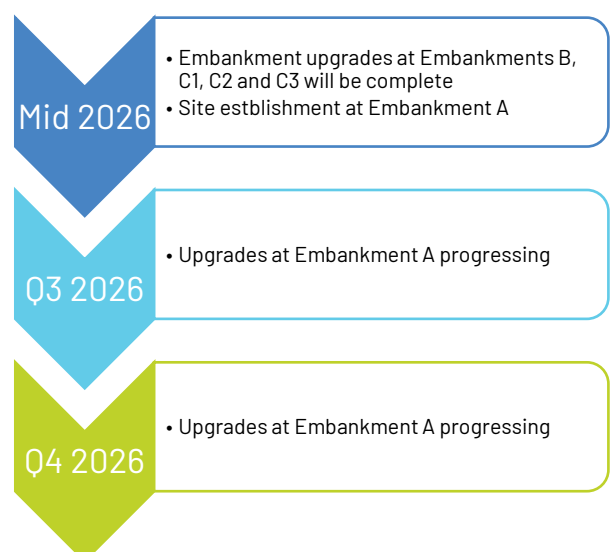 Mid 2026
• Embankment upgrades at Embankments B,
C1, C2 and C3 will be complete
• Site estblishment at Embankment A
Q3 2026
• Upgrades at Embankment A progressing
Q4 2026
• Upgrades at Embankment A progressing